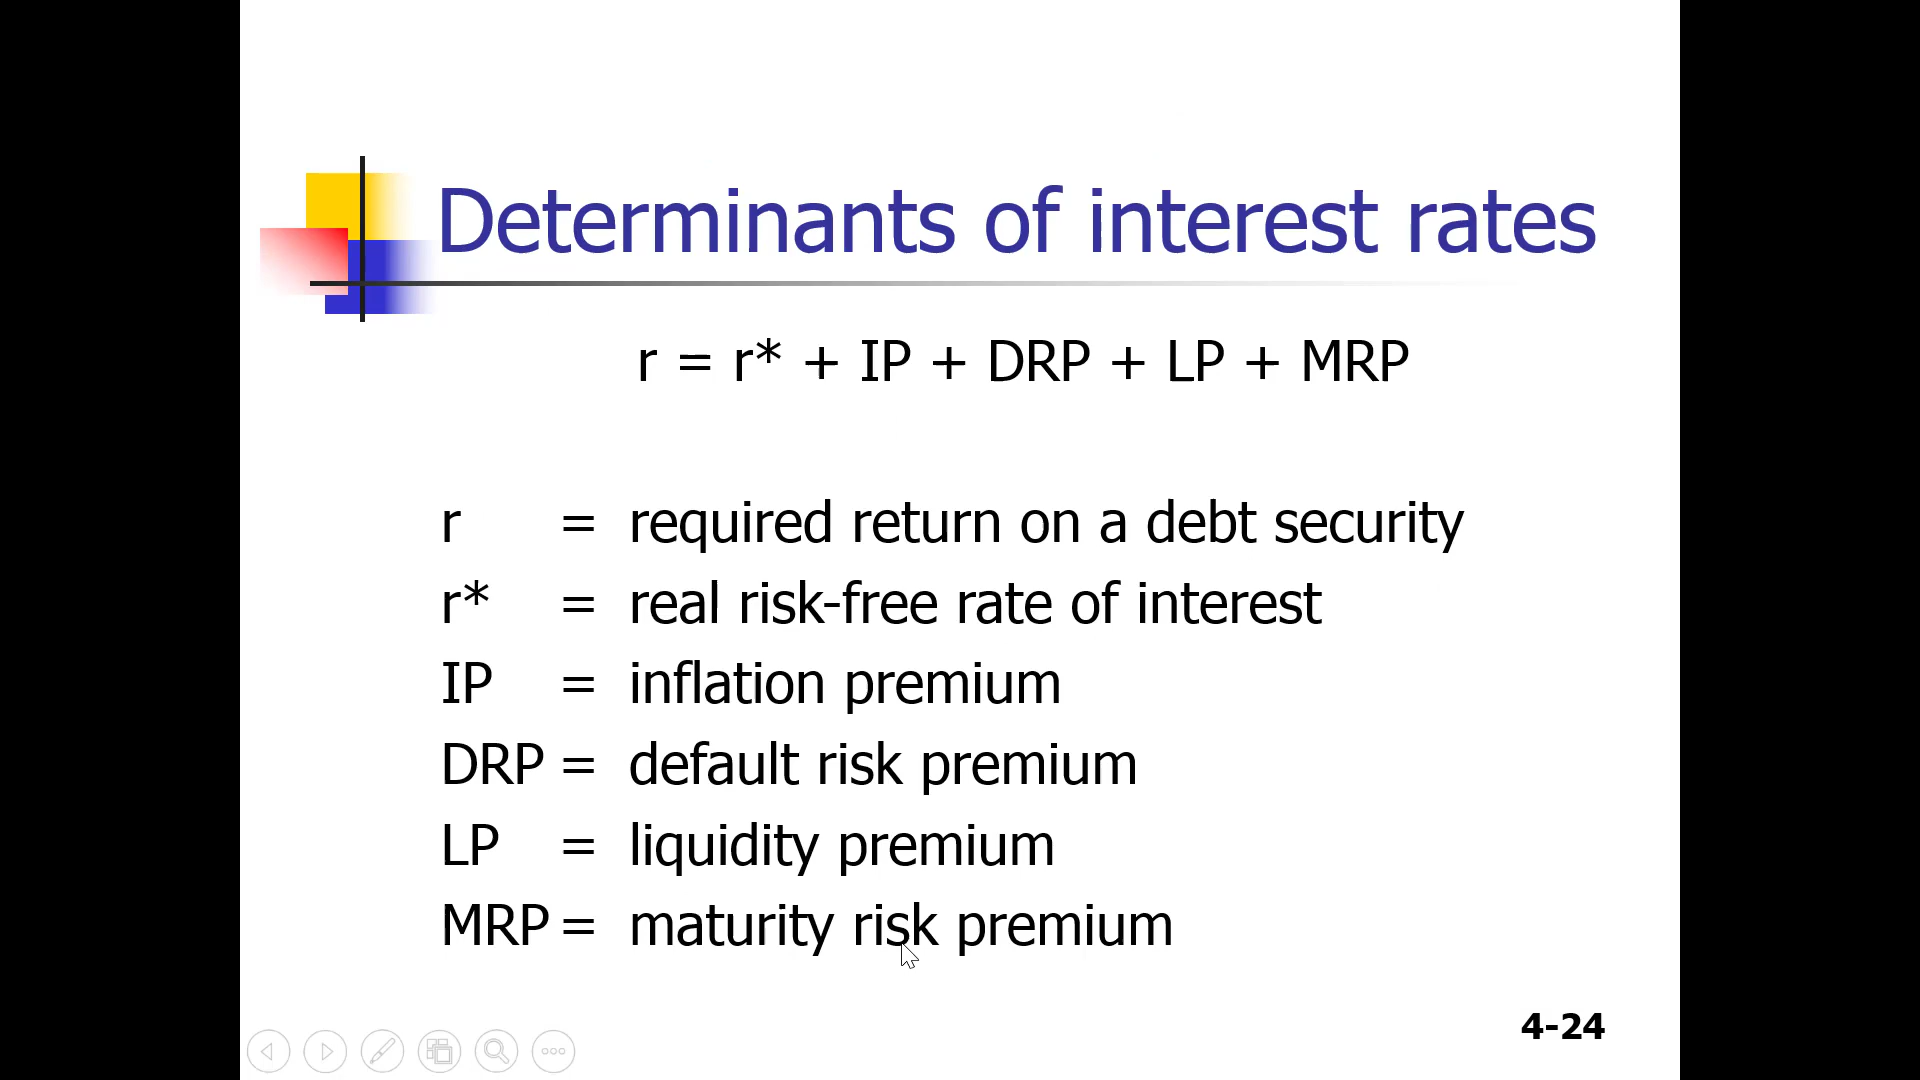 Determinants of interest rates
r = r* + IP + DRP + LP + MRP
r = required return on a debt security
r* = real risk-free rate of interest
IP = inflation premium
DRP = default risk premium
LP = liquidity premium
MRP = maturity risk premium
4-24